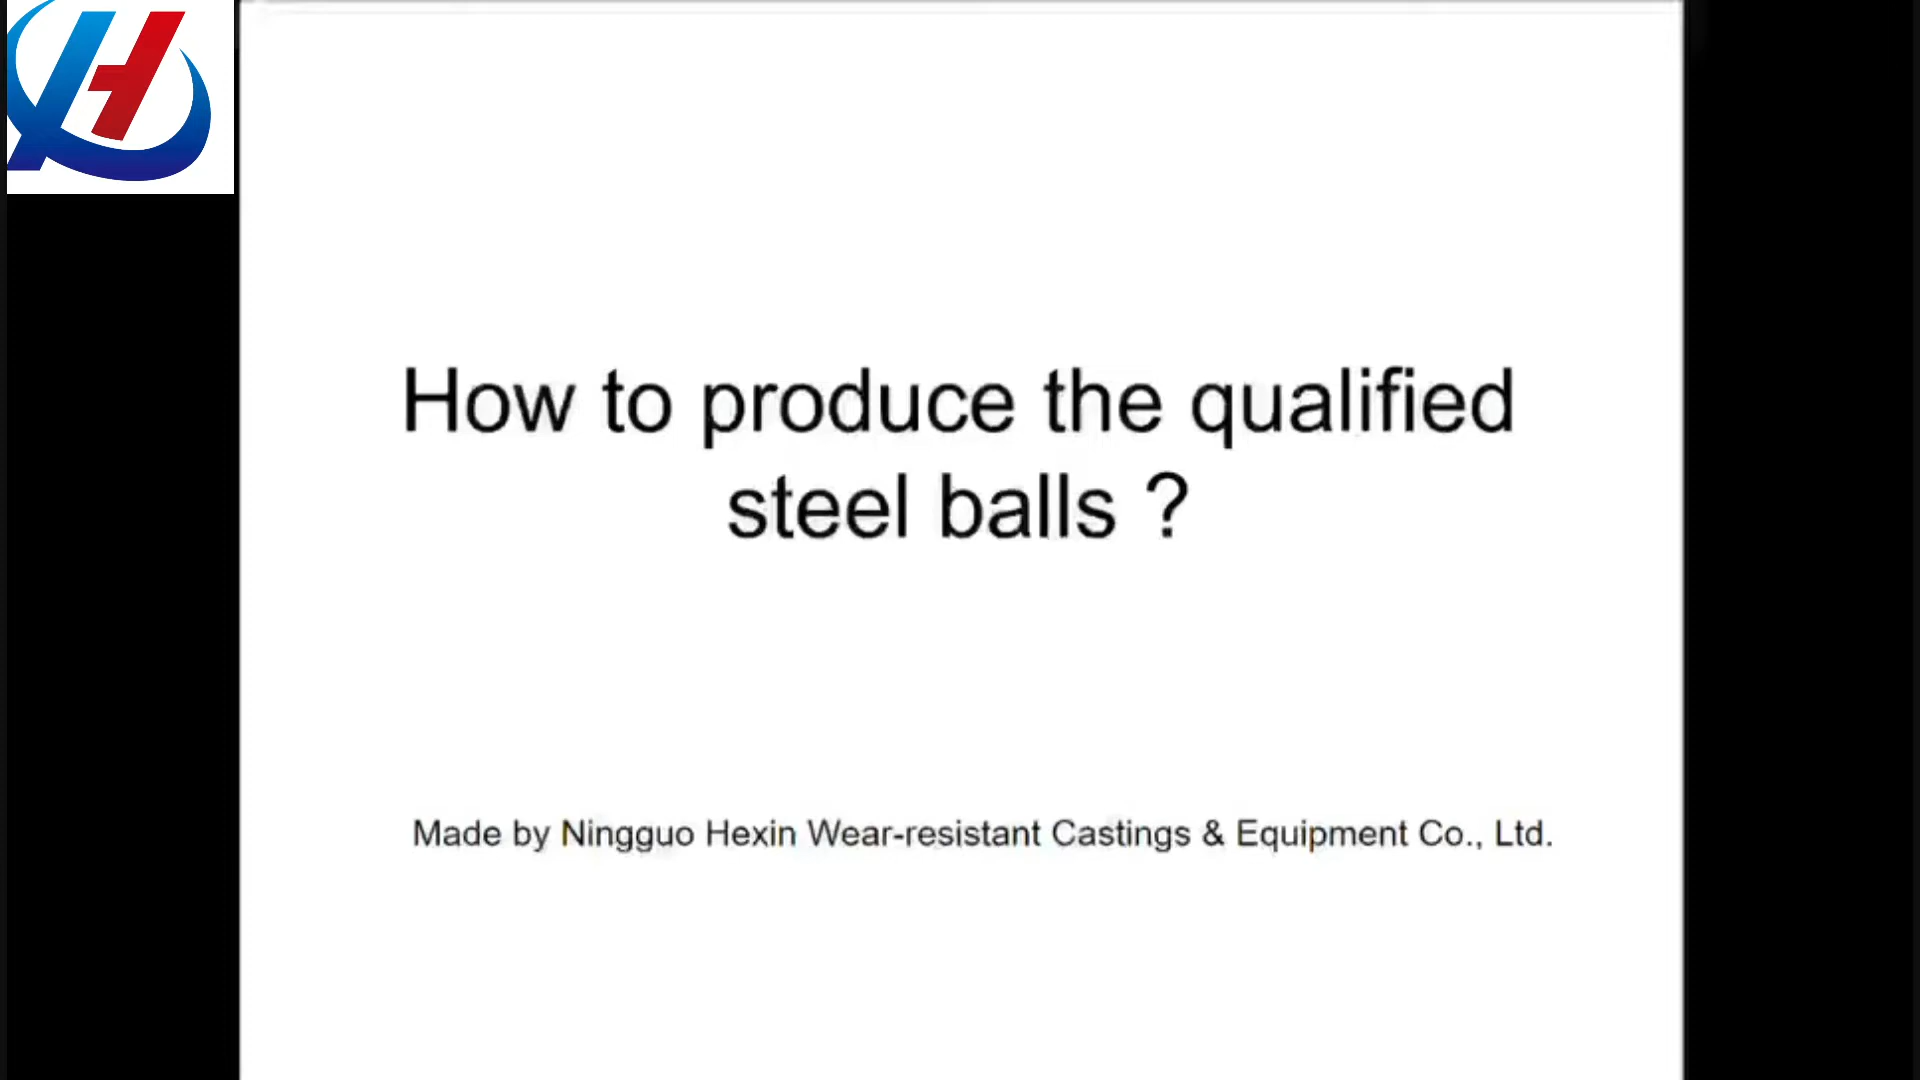 H
How to produce the qualified
steel balls ?
Made by Ningguo Hexin Wear-resistant Castings & Equipment Co., Ltd.